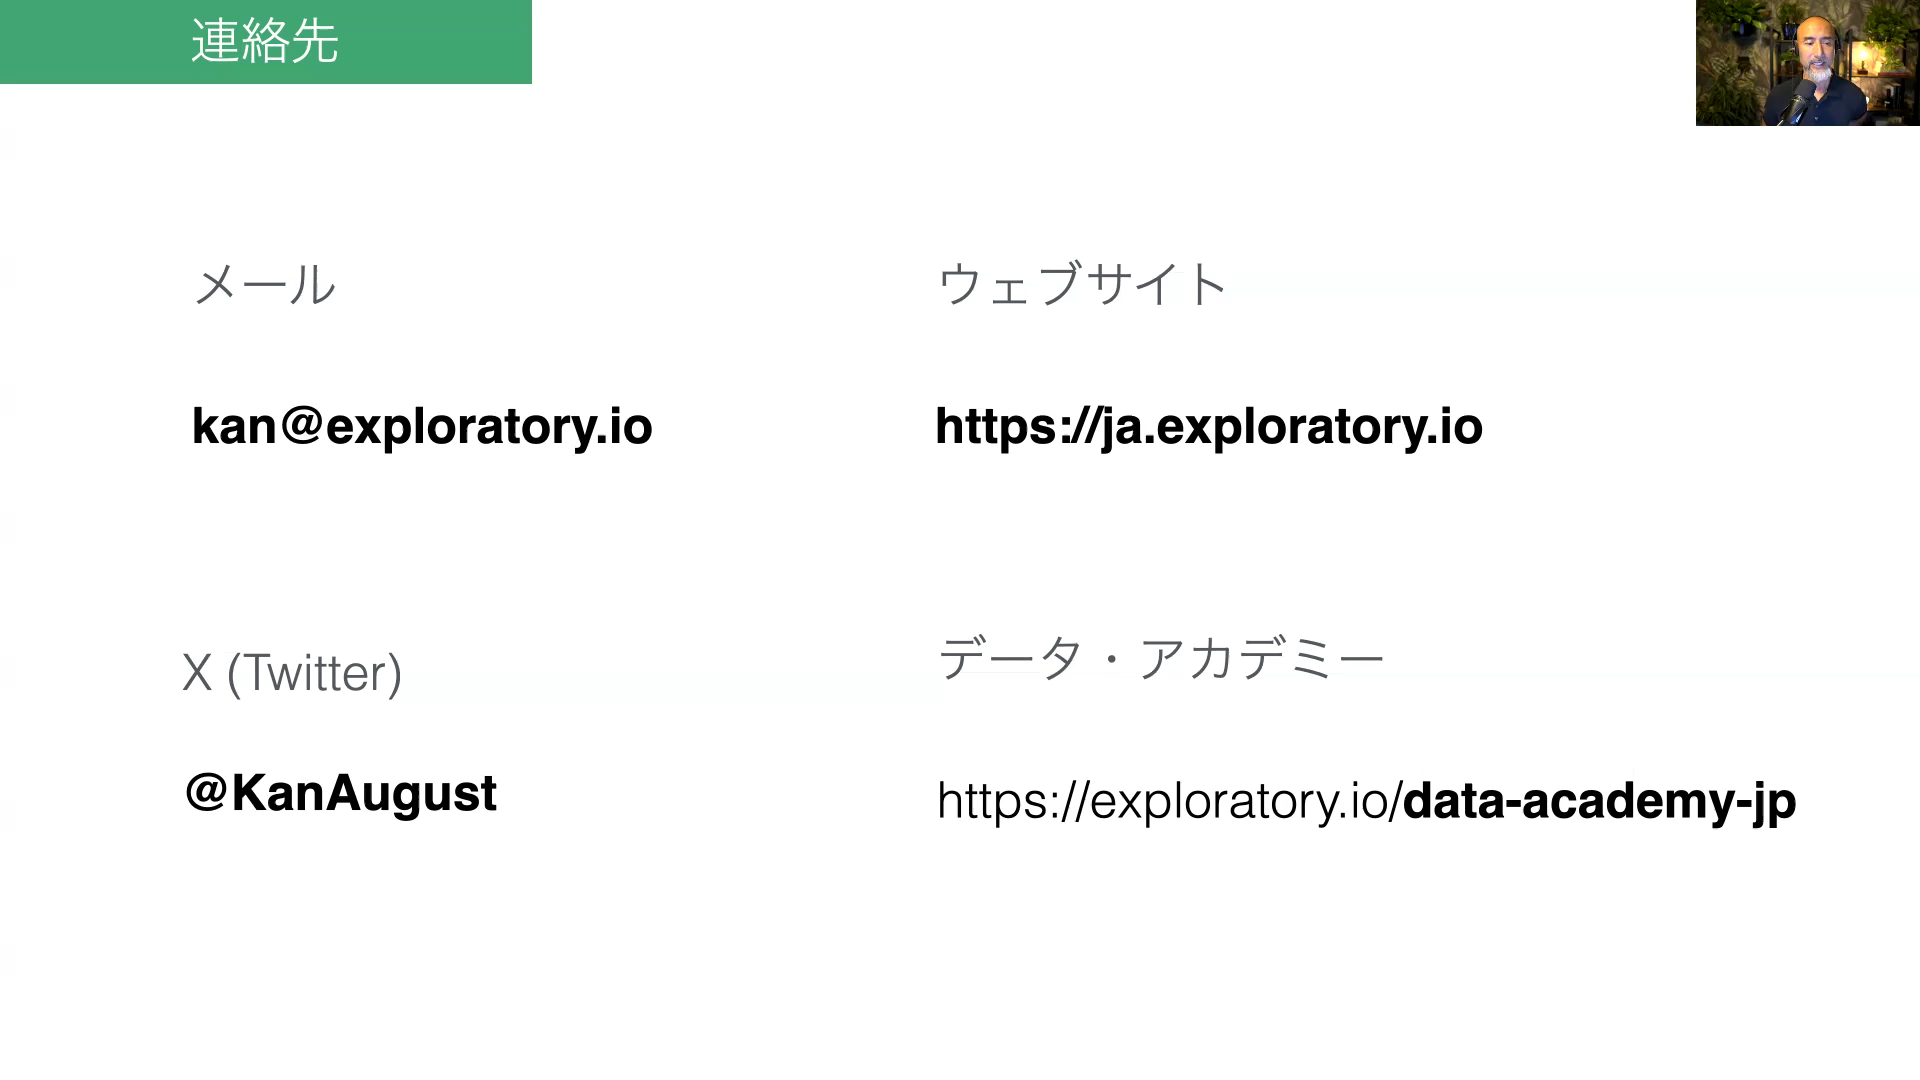 連絡先
メール
kan@exploratory.io
ウェブサイト
https://ja.exploratory.io
X (Twitter)
@KanAugust
データ・アカデミー
https://exploratory.io/data-academy-jp